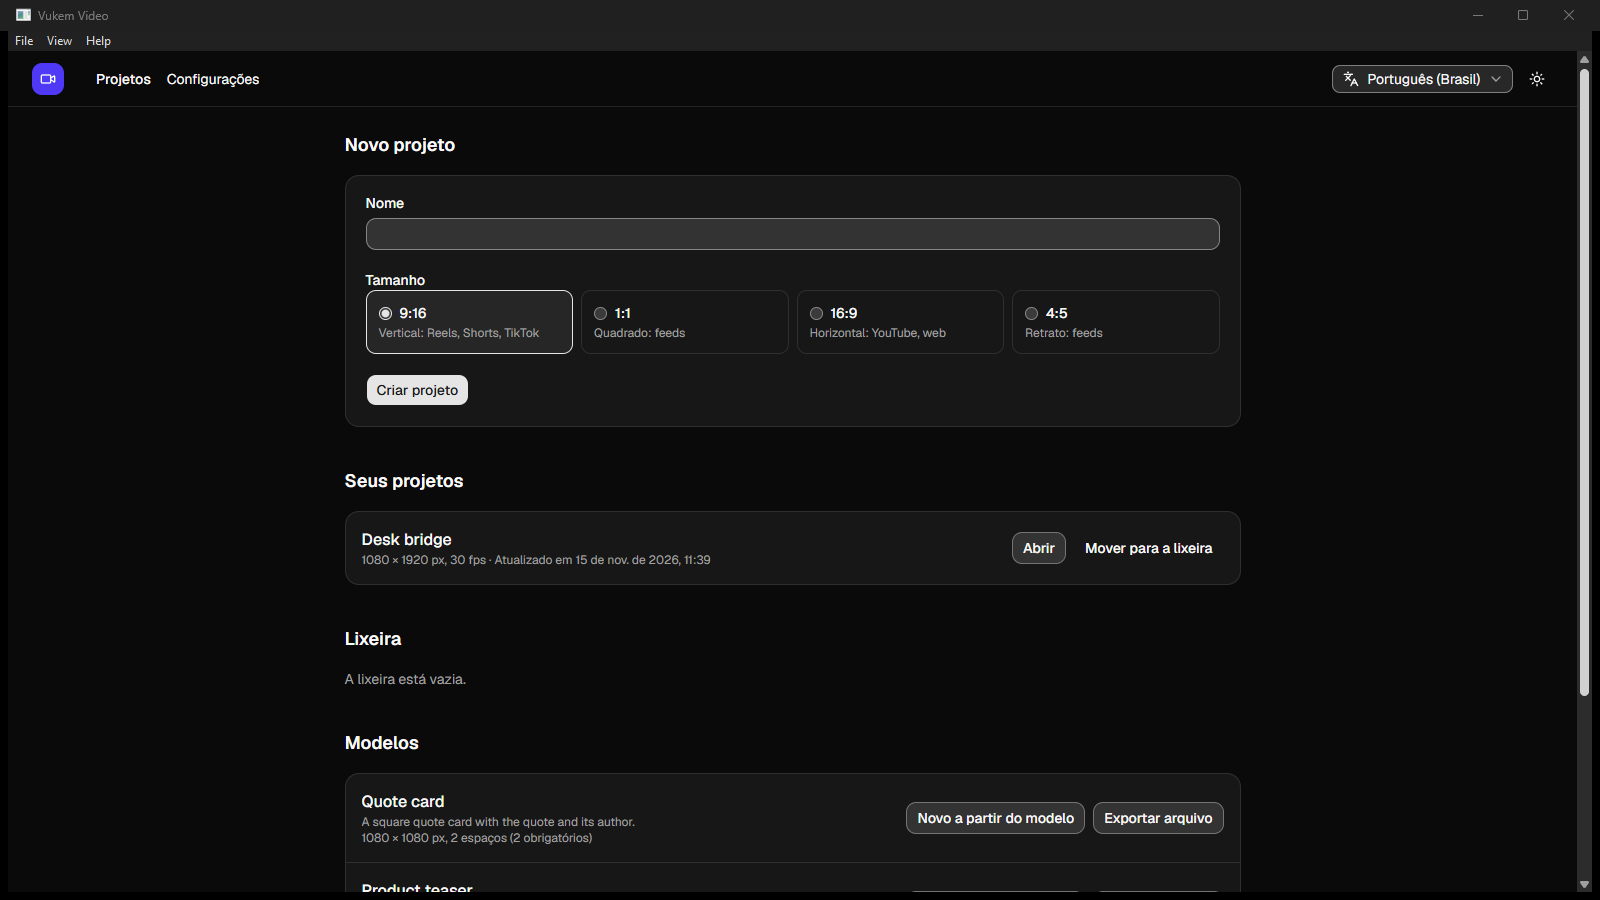 Vukem Video
File View Help
Projetos Configurações
Português (Brasil)
Novo projeto
Nome
Tamanho
9:16
Vertical: Reels, Shorts, TikTok
1:1
Quadrado: feeds
16:9
Horizontal: YouTube, web
4:5
Retrato: feeds
Criar projeto
Seus projetos
Desk bridge
1080 × 1920 px, 30 fps · Atualizado em 15 de nov. de 2026, 11:39
Abrir
Mover para a lixeira
Lixeira
A lixeira está vazia.
Modelos
Quote card
A square quote card with the quote and its author.
1080 × 1080 px, 2 espaços (2 obrigatórios)
Novo a partir do modelo
Exportar arquivo
Product teaser